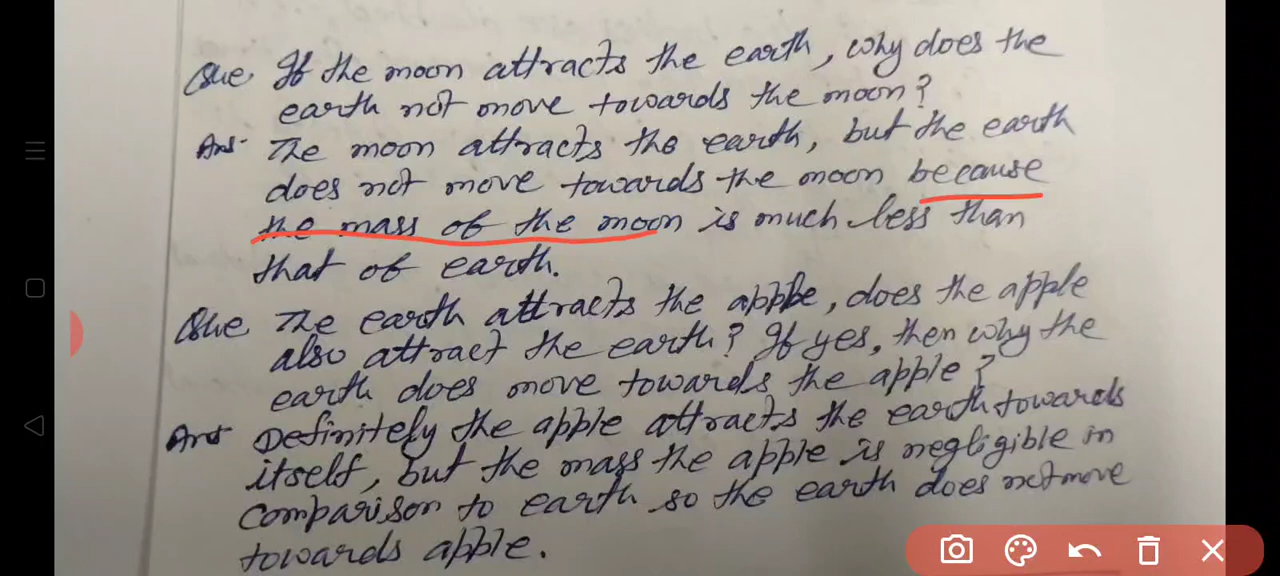 Que If the moon attracts the earth, why does the
earth not move towards the moon?
Ans- The moon attracts the earth, but the earth
does not move towards the moon because
the mass of the moon is much less than
that of earth.
Que The earth attracts the apple, does the apple
also attract the earth? If yes, then why the
earth does move towards the apple?
Ans Definitely the apple attracts the earth towards
itself, but the mass the apple is negligible in
comparison to earth so the earth does not move
towards apple.